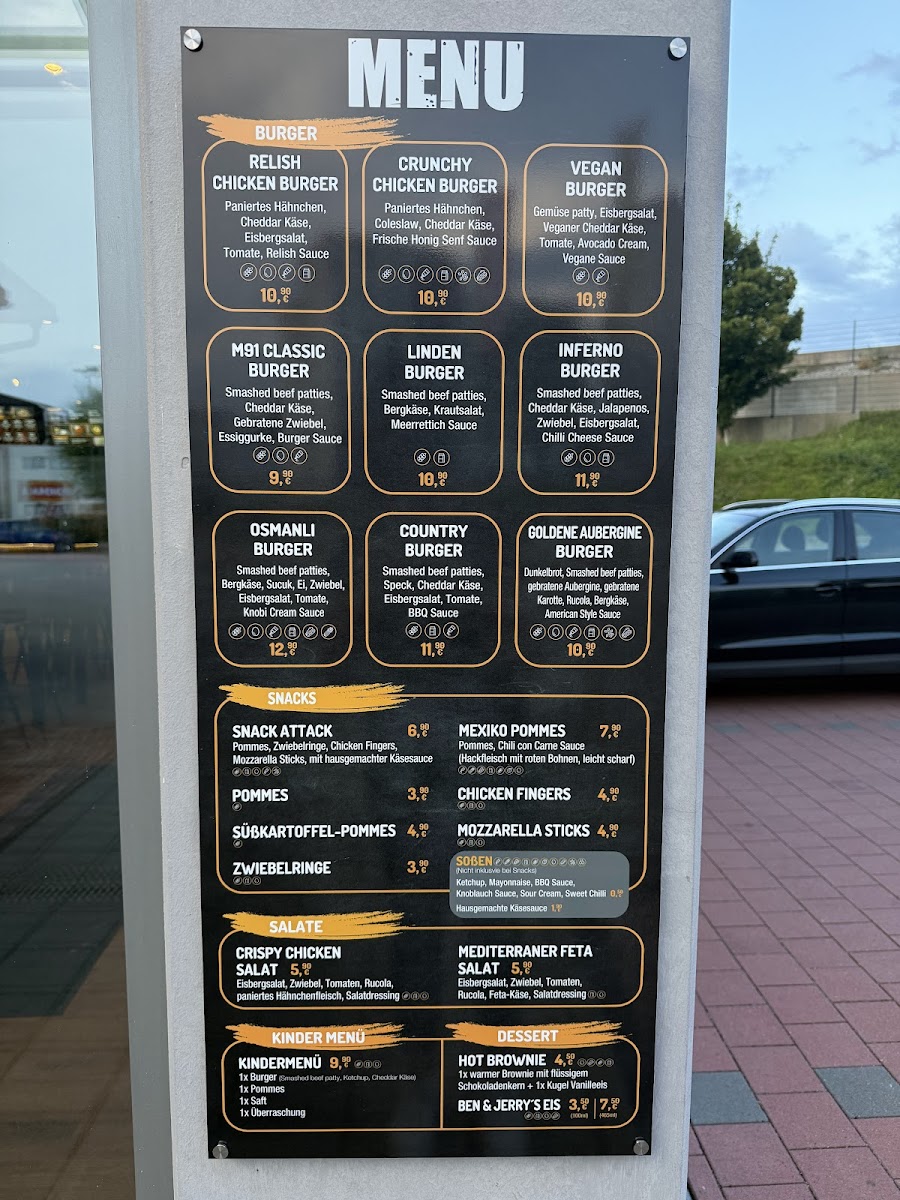 MENU
BURGER
RELISH
CHICKEN BURGER
Paniertes Hähnchen,
Cheddar Käse,
Eisbergsalat,
Tomate, Relish Sauce
10,90 €
CRUNCHY
CHICKEN BURGER
Paniertes Hähnchen,
Coleslaw, Cheddar Käse,
Frische Honig Senf Sauce
10,90 €
VEGAN
BURGER
Gemüse patty, Eisbergsalat,
Veganer Cheddar Käse,
Tomate, Avocado Cream,
Vegane Sauce
10,90 €
M91 CLASSIC
BURGER
Smashed beef patties,
Cheddar Käse,
Gebratene Zwiebel,
Essiggurke, Burger Sauce
9,90 €
LINDEN
BURGER
Smashed beef patties,
Bergkäse, Krautsalat,
Meerrettich Sauce
10,90 €
INFERNO
BURGER
Smashed beef patties,
Cheddar Käse, Jalapenos,
Zwiebel, Eisbergsalat,
Chilli Cheese Sauce
11,90 €
OSMANLI
BURGER
Smashed beef patties,
Bergkäse, Sucuk, Ei, Zwiebel,
Eisbergsalat, Tomate,
Knobi Cream Sauce
12,90 €
COUNTRY
BURGER
Smashed beef patties,
Speck, Cheddar Käse,
Eisbergsalat, Tomate,
BBQ Sauce
11,90 €
GOLDENE AUBERGINE
BURGER
Dunkelbrot, Smashed beef patties,
gebratene Aubergine, gebratene
Karotte, Rucola, Bergkäse,
American Style Sauce
10,90 €
SNACKS
SNACK ATTACK 6,90 €
Pommes, Zwiebelringe, Chicken Fingers,
Mozzarella Sticks, mit hausgemachter Käsesauce
POMMES 3,90 €
SÜẞKARTOFFEL-POMMES 4,90 €
ZWIEBELRINGE 3,90 €
MEXIKO POMMES 7,90 €
Pommes, Chili con Carne Sauce
(Hackfleisch mit roten Bohnen, leicht scharf)
CHICKEN FINGERS 4,90 €
MOZZARELLA STICKS 4,90 €
SOẞEN
(Nicht inklusvie bei Snacks)
Ketchup, Mayonnaise, BBQ Sauce,
Knoblauch Sauce, Sour Cream, Sweet Chilli
Hausgemachte Käsesauce
SALATE
CRISPY CHICKEN
SALAT 5,90 €
Eisbergsalat, Zwiebel, Tomaten, Rucola,
paniertes Hähnchenfleisch, Salatdressing
MEDITERRANER FETA
SALAT 5,90 €
Eisbergsalat, Zwiebel, Tomaten,
Rucola, Feta-Käse, Salatdressing
KINDER MENÜ
KINDERMENÜ 9,90 €
1x Burger (Smashed beef patty, Ketchup, Cheddar Käse)
1x Pommes
1x Saft
1x Überraschung
DESSERT
HOT BROWNIE 4,50 €
1x warmer Brownie mit flüssigem
Schokoladenkern + 1x Kugel Vanilleeis
BEN & JERRY'S EIS 3,50 € | 7,50 €
(100ml)